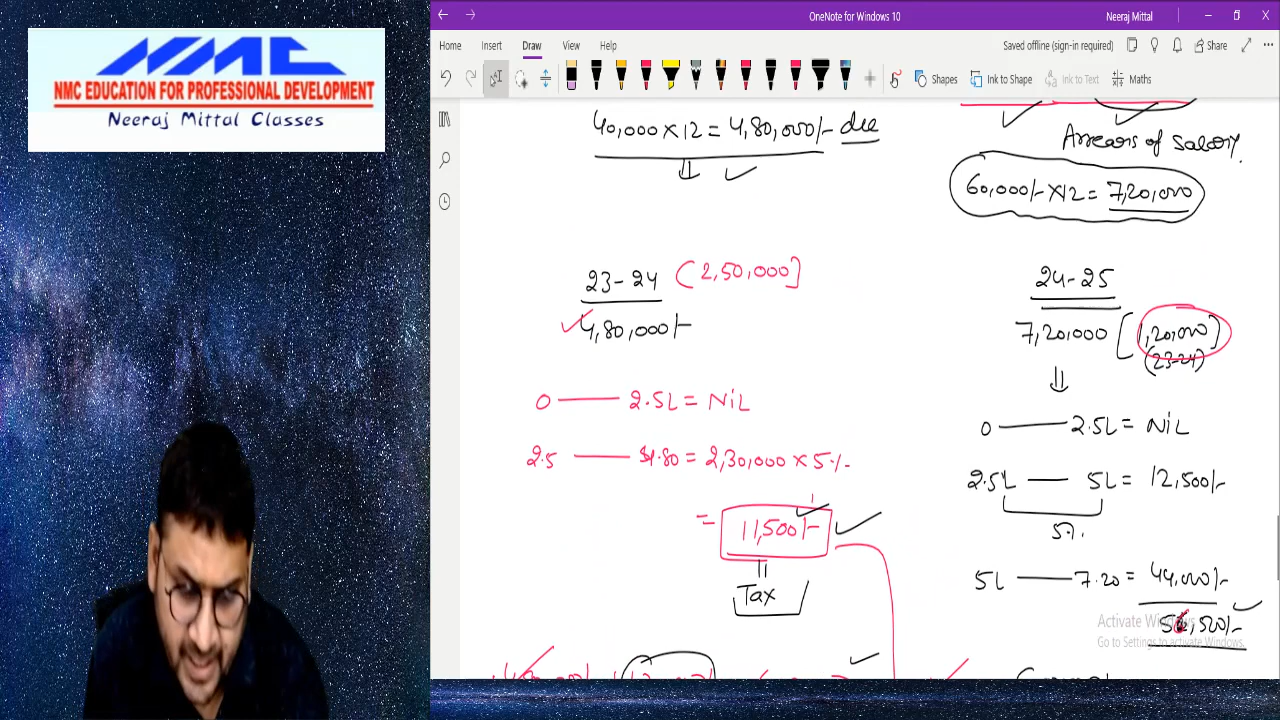 NMC
NMC EDUCATION FOR PROFESSIONAL DEVELOPMENT
Neeraj Mittal Classes
OneNote for Windows 10
Neeraj Mittal
Home Insert Draw View Help
Saved offline (sign-in required)
Share
Shapes
Ink to Shape
Ink to Text
Maths
40,000 × 12 = 4,80,000/- due
Arrears of salary.
60,000/- × 12 = 7,20,000
23-24 (2,50,000]
4,80,000/-
0 — 2.5L = NiL
2.5 — 4.80 = 2,30,000 × 5%
= 11,500/-
Tax
24-25
7,20,000 [1,20,000]
(23-24)
0 — 2.5L = NiL
2.5L — 5L = 12,500/-
5%.
5L — 7.20 = 44,000/-
56,500/-
Activate Windows
Go to Settings to activate Windows.